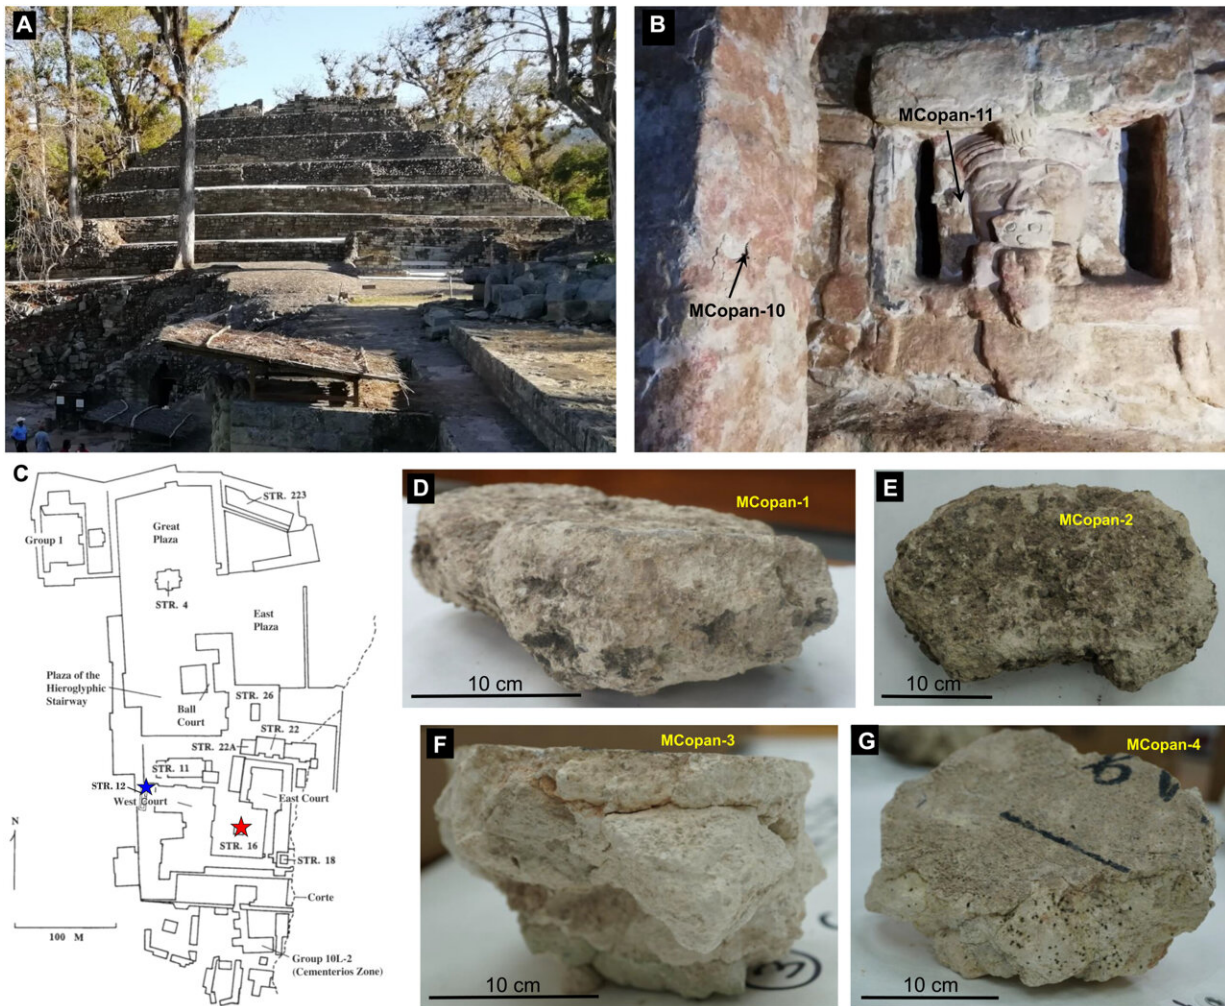 A
B
MCopan-11
MCopan-10
C
STR. 223
Group 1
Great
Plaza
STR. 4
East
Plaza
Plaza of the
Hieroglyphic
Stairway
Ball
Court
STR. 26
STR. 22
STR. 22A
STR. 11
STR. 12
West Court
East Court
STR. 16
STR. 18
N
Corte
100 M
Group 10L-2
(Cementerios Zone)
D
MCopan-1
10 cm
E
MCopan-2
10 cm
F
MCopan-3
3
10 cm
G
MCopan-4
10 cm